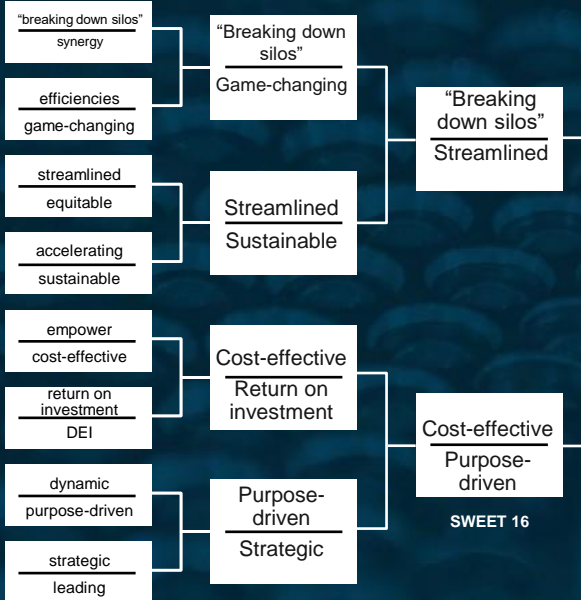 “breaking down silos”
synergy
efficiencies
game-changing
streamlined
equitable
accelerating
sustainable
empower
cost-effective
return on
investment
DEI
dynamic
purpose-driven
strategic
leading
“Breaking down
silos”
Game-changing
Streamlined
Sustainable
Cost-effective
Return on
investment
Purpose-
driven
Strategic
“Breaking
down silos”
Streamlined
Cost-effective
Purpose-
driven
SWEET 16